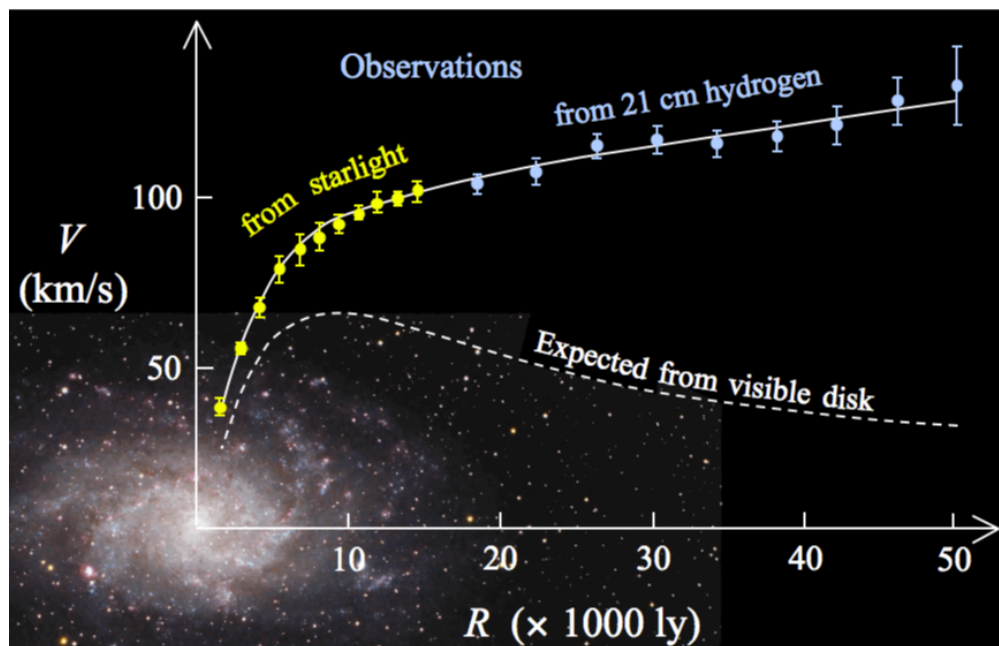 Observations
from 21 cm hydrogen
from starlight
100
V
(km/s)
50
Expected from visible disk
10
20
30
40
50
R (× 1000 ly)